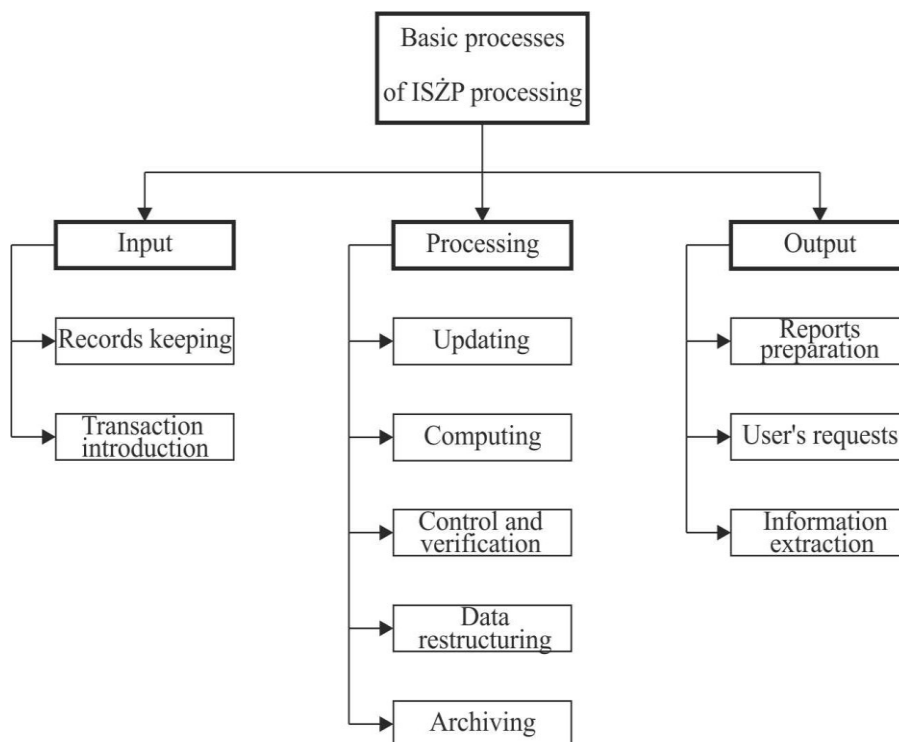 Basic processes
of ISŻP processing
Input
Processing
Output
Records keeping
Transaction
introduction
Updating
Computing
Control and
verification
Data
restructuring
Archiving
Reports
preparation
User's requests
Information
extraction